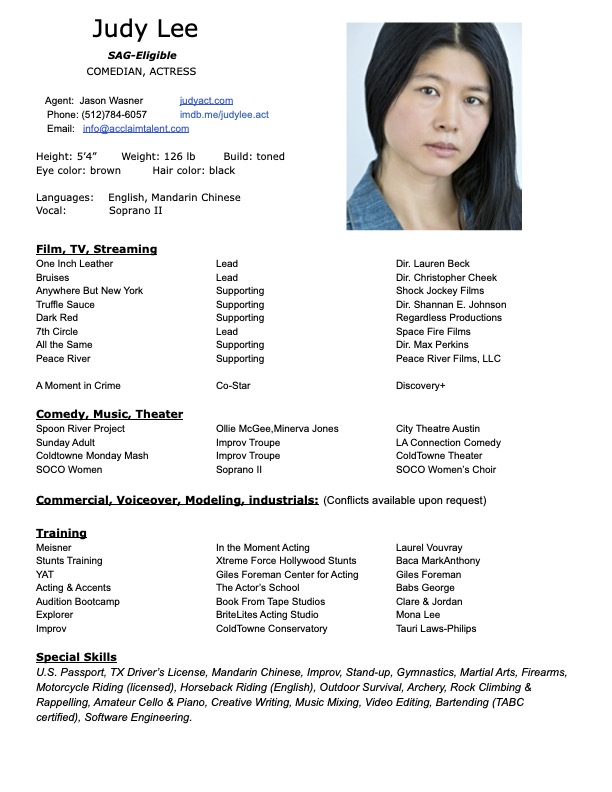 Judy Lee
SAG-Eligible
COMEDIAN, ACTRESS
Agent: Jason Wasner judyact.com
Phone: (512)784-6057 imdb.me/judylee.act
Email: info@acclaimtalent.com
Height: 5’4” Weight: 126 lb Build: toned
Eye color: brown Hair color: black
Languages: English, Mandarin Chinese
Vocal: Soprano II
Film, TV, Streaming
One Inch Leather Lead Dir. Lauren Beck
Bruises Lead Dir. Christopher Cheek
Anywhere But New York Supporting Shock Jockey Films
Truffle Sauce Supporting Dir. Shannan E. Johnson
Dark Red Supporting Regardless Productions
7th Circle Lead Space Fire Films
All the Same Supporting Dir. Max Perkins
Peace River Supporting Peace River Films, LLC
A Moment in Crime Co-Star Discovery+
Comedy, Music, Theater
Spoon River Project Ollie McGee,Minerva Jones City Theatre Austin
Sunday Adult Improv Troupe LA Connection Comedy
Coldtowne Monday Mash Improv Troupe ColdTowne Theater
SOCO Women Soprano II SOCO Women’s Choir
Commercial, Voiceover, Modeling, industrials: (Conflicts available upon request)
Training
Meisner In the Moment Acting Laurel Vouvray
Stunts Training Xtreme Force Hollywood Stunts Baca MarkAnthony
YAT Giles Foreman Center for Acting Giles Foreman
Acting & Accents The Actor’s School Babs George
Audition Bootcamp Book From Tape Studios Clare & Jordan
Explorer BriteLites Acting Studio Mona Lee
Improv ColdTowne Conservatory Tauri Laws-Philips
Special Skills
U.S. Passport, TX Driver’s License, Mandarin Chinese, Improv, Stand-up, Gymnastics, Martial Arts, Firearms,
Motorcycle Riding (licensed), Horseback Riding (English), Outdoor Survival, Archery, Rock Climbing &
Rappelling, Amateur Cello & Piano, Creative Writing, Music Mixing, Video Editing, Bartending (TABC
certified), Software Engineering.